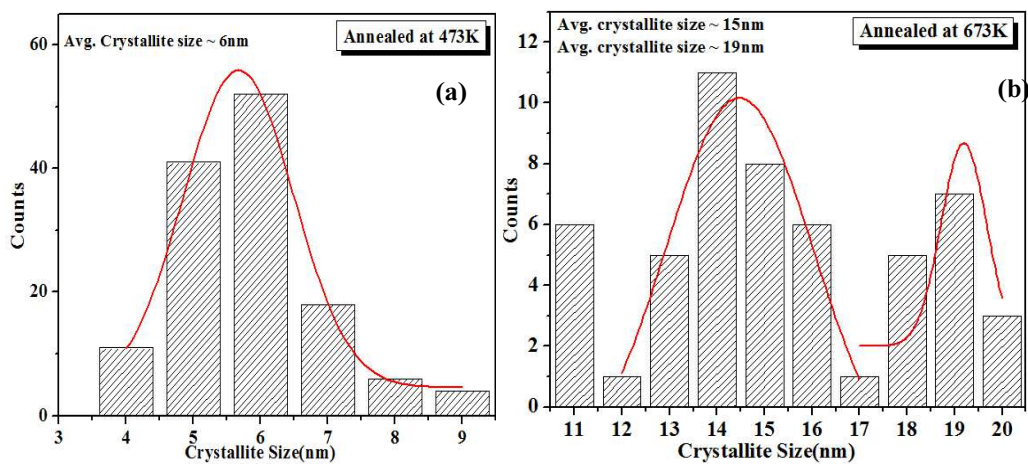 Avg. Crystallite size ~ 6nm
Annealed at 473K
(a)
60
40
20
0
Counts
3 4 5 6 7 8 9
Crystallite Size(nm)
Avg. Crystallite size ~ 15nm
Avg. crystallite size ~ 19nm
Annealed at 673K
(b)
12
10
8
6
4
2
0
Counts
11 12 13 14 15 16 17 18 19 20
Crystallite Size(nm)